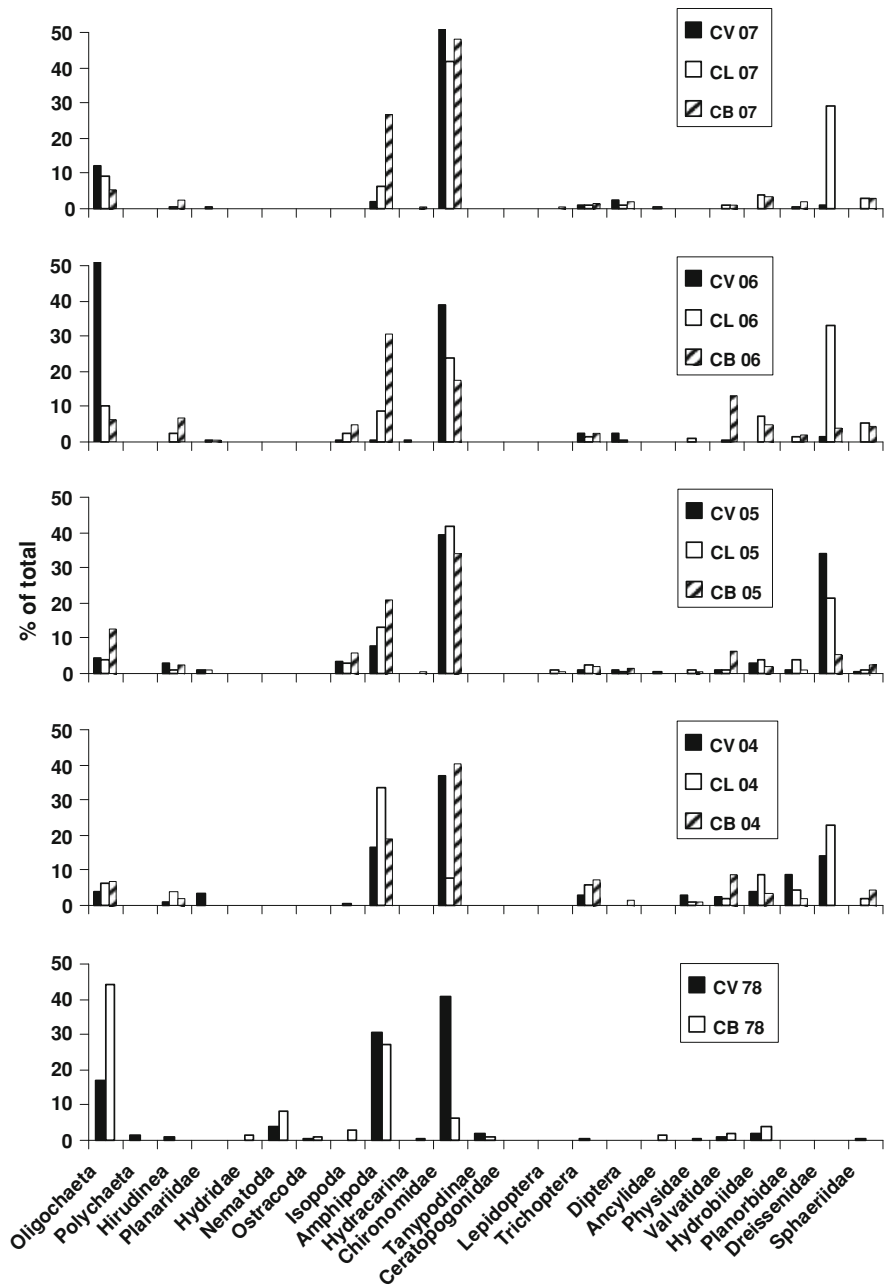 50
40
30
20
10
0
CV 07
CL 07
CB 07
50
40
30
20
10
0
CV 06
CL 06
CB 06
% of total
50
40
30
20
10
0
CV 05
CL 05
CB 05
50
40
30
20
10
0
CV 04
CL 04
CB 04
50
40
30
20
10
0
CV 78
CB 78
Oligochaeta
Polychaeta
Hirudinea
Planariidae
Hydridae
Nematoda
Ostracoda
Isopoda
Amphipoda
Hydracarina
Chironomidae
Tanypodinae
Ceratopogonidae
Lepidoptera
Trichoptera
Diptera
Ancylidae
Physidae
Valvatidae
Hydrobiidae
Planorbidae
Dreissenidae
Sphaeriidae